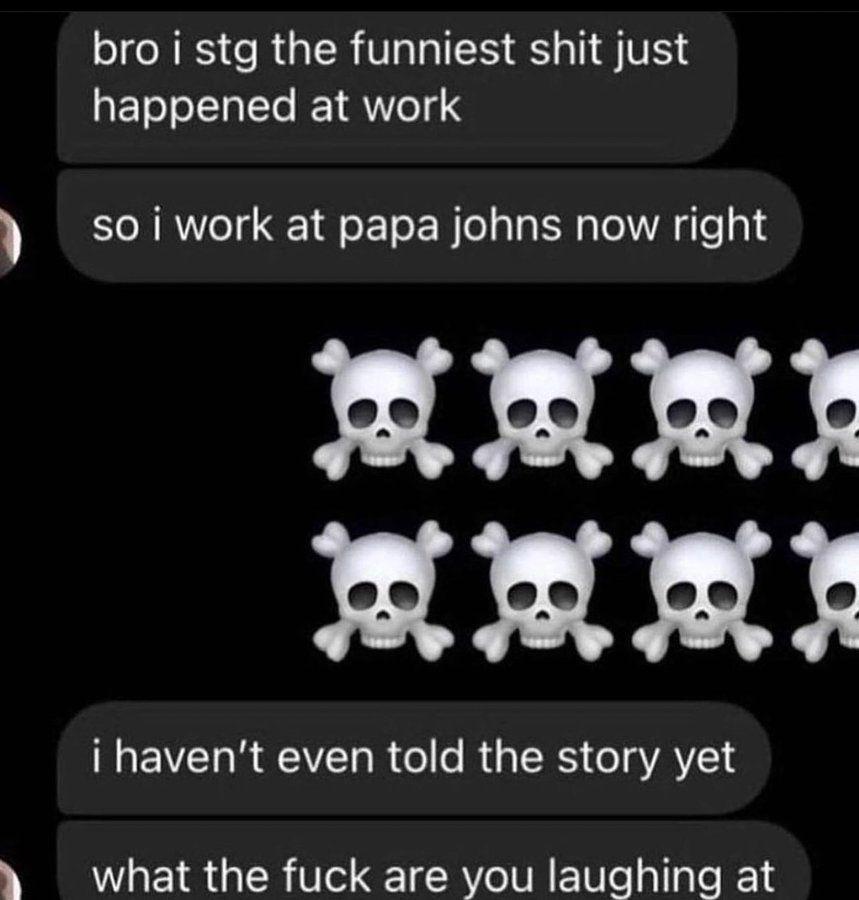 bro i stg the funniest shit just
happened at work
so i work at papa johns now right
☠️☠️☠️☠️
☠️☠️☠️☠️
i haven't even told the story yet
what the fuck are you laughing at